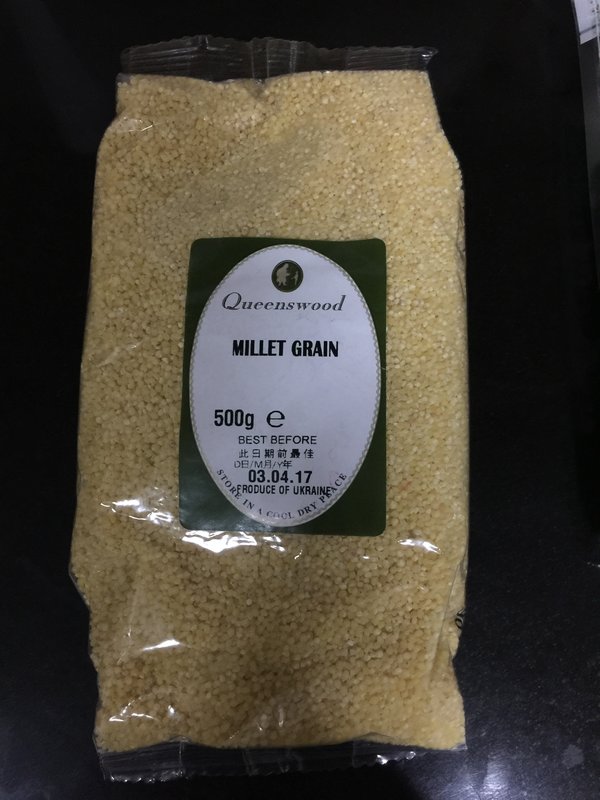 Queenswood
MILLET GRAIN
500g ℮
BEST BEFORE
此日期前最佳
D日/M月/Y年
03.04.17
PRODUCE OF UKRAINE
STORE IN A COOL DRY PLACE